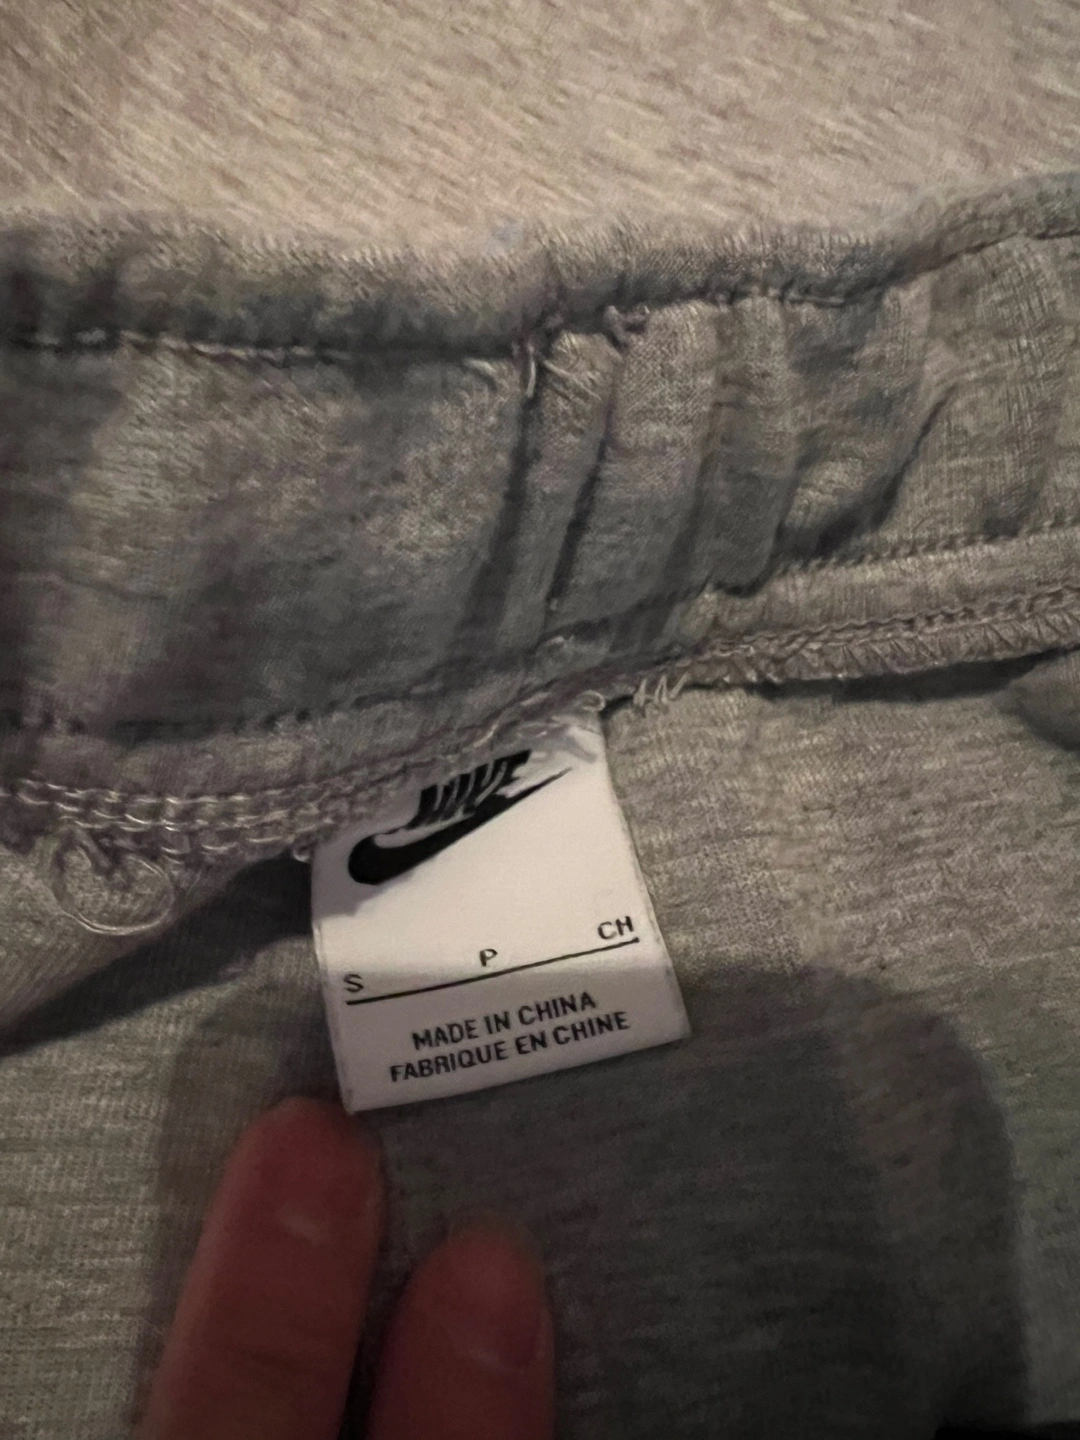 NIKE
S P CH
MADE IN CHINA
FABRIQUE EN CHINE